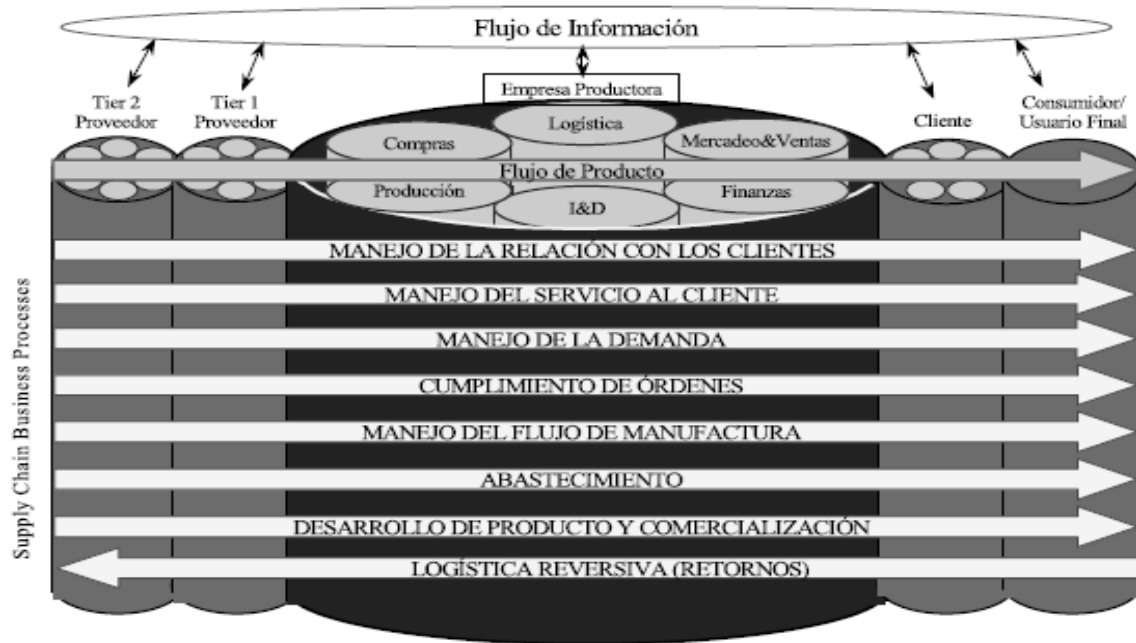 Flujo de Información
Empresa Productora
Tier 2
Proveedor
Tier 1
Proveedor
Cliente
Consumidor/
Usuario Final
Logística
Compras
Mercadeo&Ventas
Flujo de Producto
Producción
I&D
Finanzas
Supply Chain Business Processes
MANEJO DE LA RELACIÓN CON LOS CLIENTES
MANEJO DEL SERVICIO AL CLIENTE
MANEJO DE LA DEMANDA
CUMPLIMIENTO DE ÓRDENES
MANEJO DEL FLUJO DE MANUFACTURA
ABASTECIMIENTO
DESARROLLO DE PRODUCTO Y COMERCIALIZACIÓN
LOGÍSTICA REVERSIVA (RETORNOS)